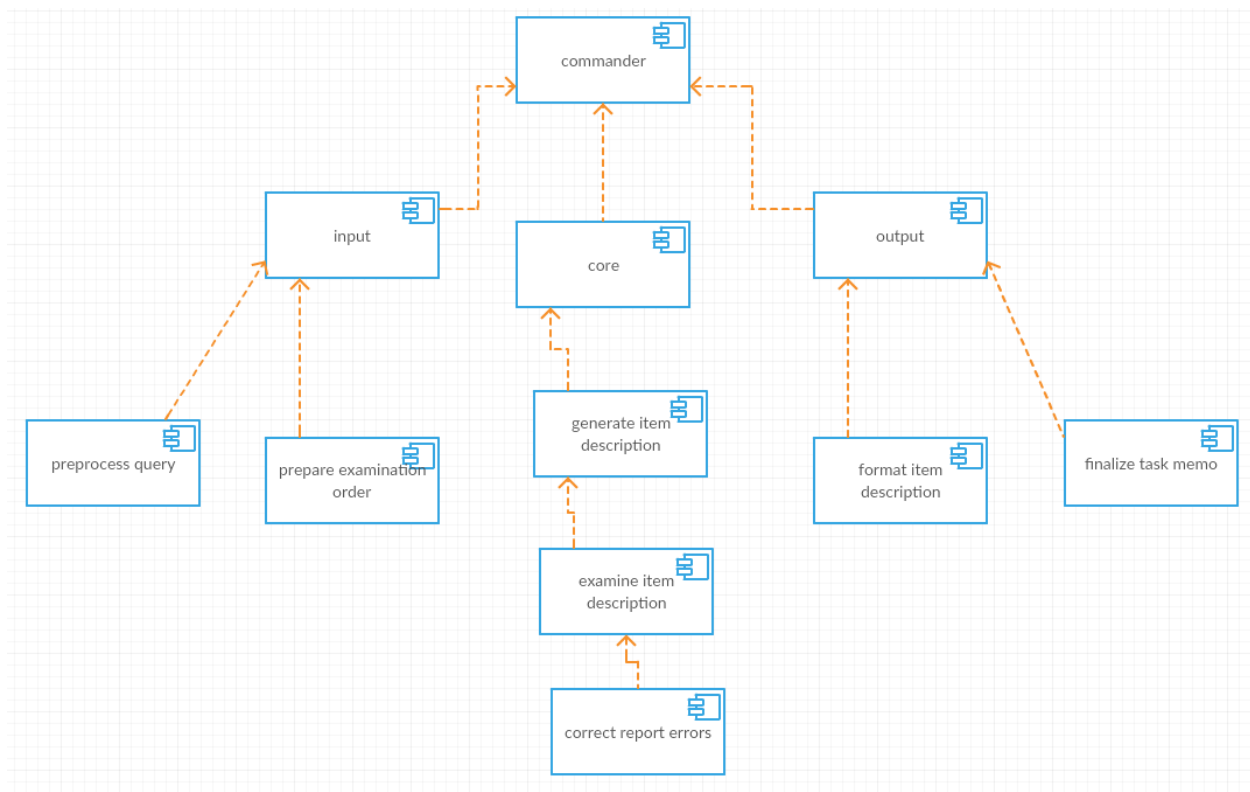 commander
input
core
output
generate item
description
preprocess query
prepare examination
order
format item
description
finalize task memo
examine item
description
correct report errors